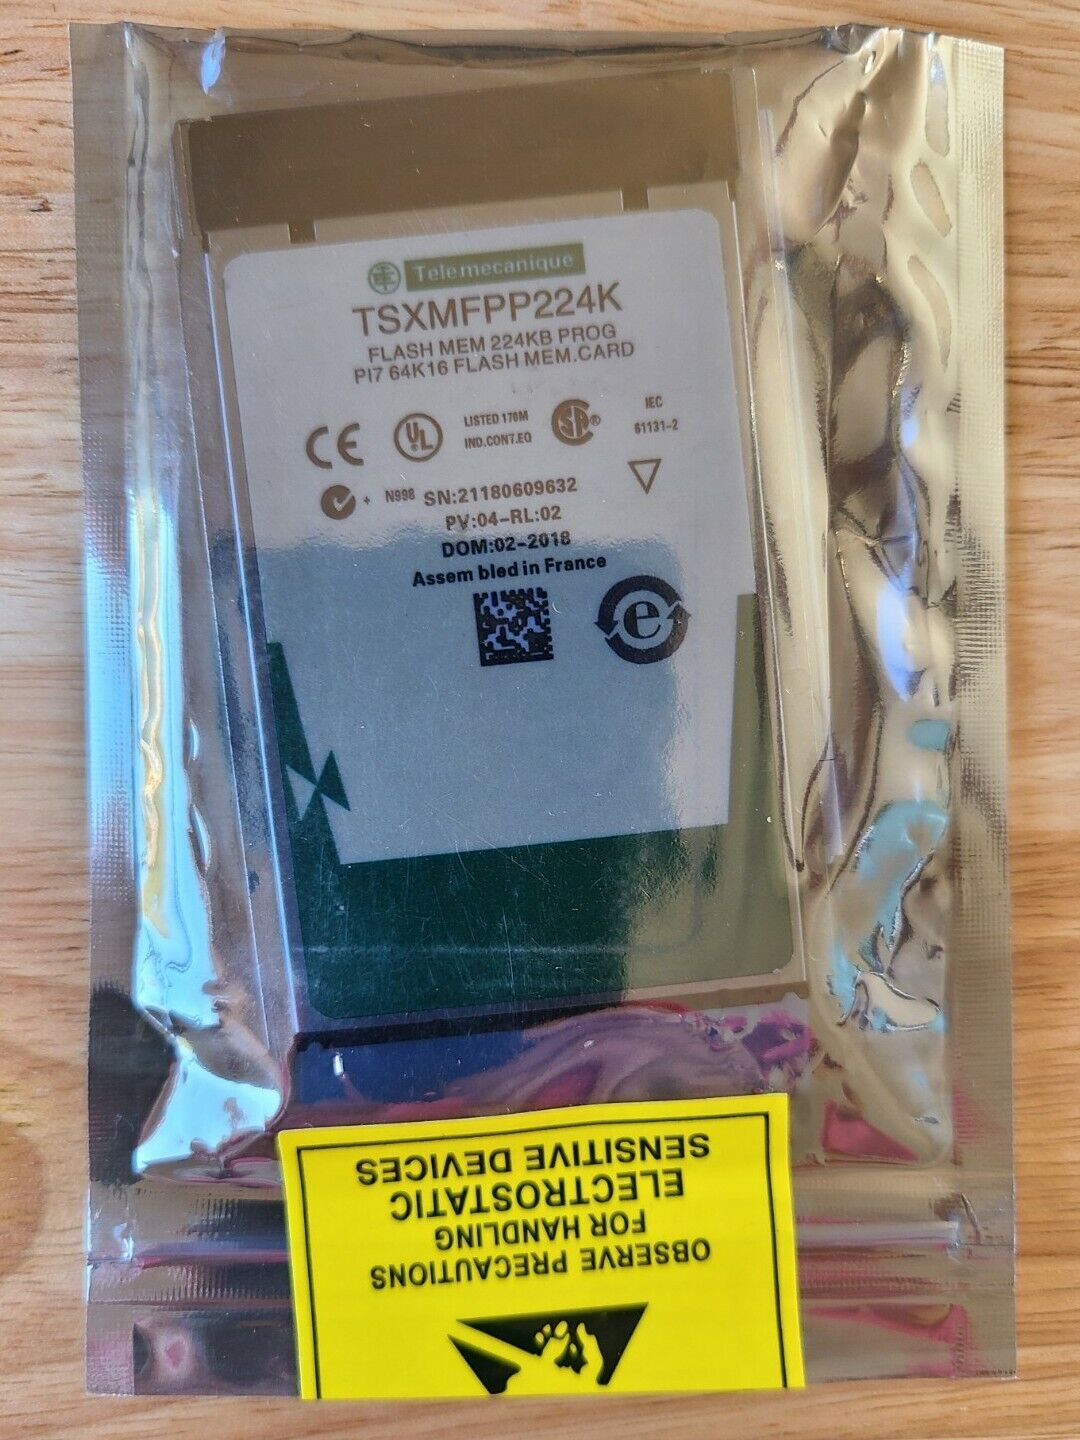 Telemecanique
TSXMFPP224K
FLASH MEM 224KB PROG
PI7 64K16 FLASH MEM.CARD
CE
UL
LISTED 170M
IND.CONT.EQ
SA
IEC
61131-2
+ N998
SN:21180609632
PV:04-RL:02
DOM:02-2018
Assem bled in France
e
OBSERVE PRECAUTIONS
FOR HANDLING
ELECTROSTATIC
SENSITIVE DEVICES